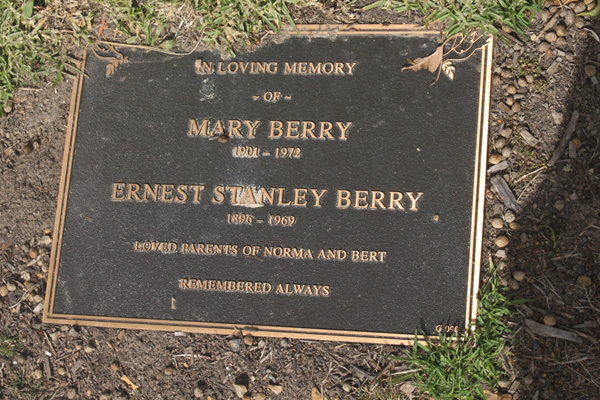 IN LOVING MEMORY
~ OF ~
MARY BERRY
1901 – 1972
ERNEST STANLEY BERRY
1896 – 1969
LOVED PARENTS OF NORMA AND BERT
REMEMBERED ALWAYS